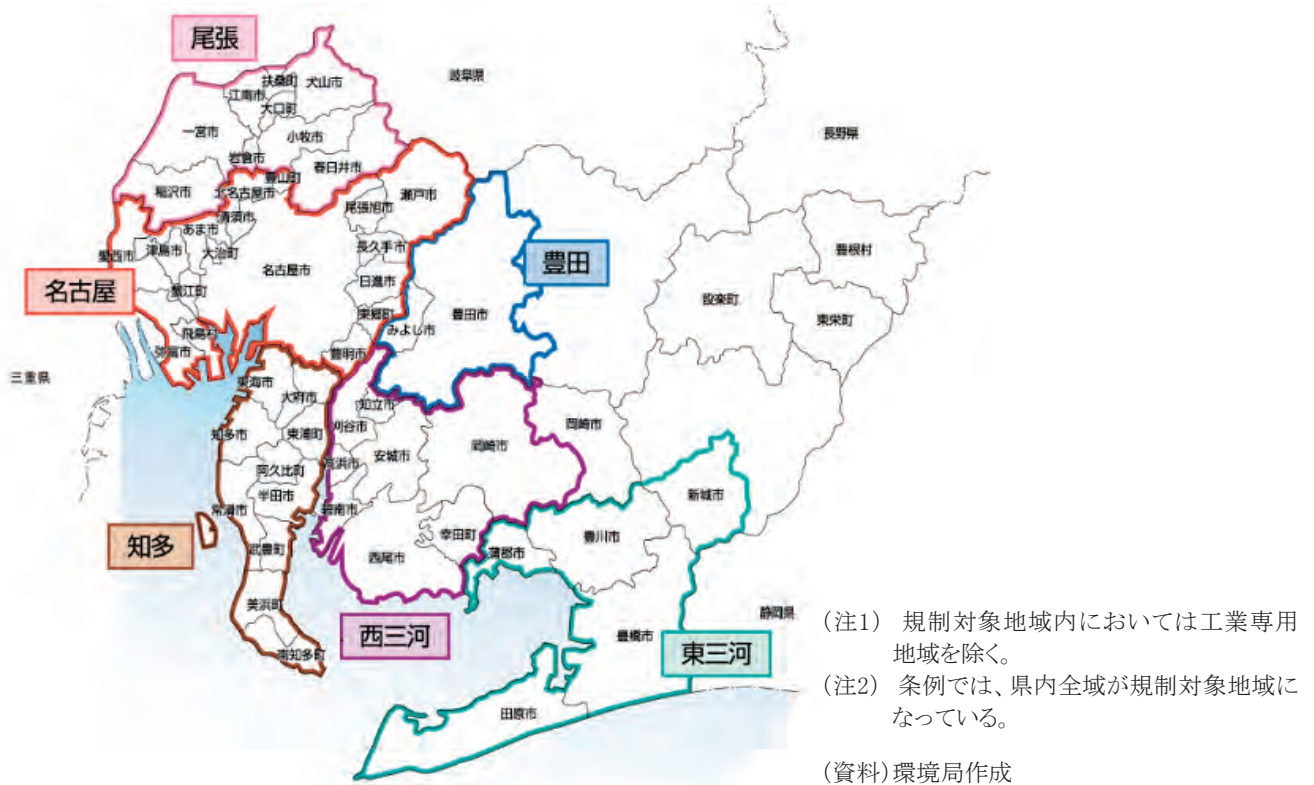 尾張
岐阜県
扶桑町
犬山市
江南市
大口町
長野県
一宮市
小牧市
岩倉市
春日井市
豊山町
稲沢市
北名古屋市
瀬戸市
尾張旭市
清須市
あま市
津島市
大治町
愛西市
長久手市
豊根村
豊田
名古屋市
日進市
名古屋
蟹江町
設楽町
東栄町
東郷町
みよし市
豊田市
飛島村
弥富市
豊明市
三重県
東海市
大府市
知立市
刈谷市
岡崎市
岡崎市
知多市
東浦町
安城市
高浜市
阿久比町
半田市
新城市
常滑市
碧南市
幸田町
豊川市
知多
武豊町
西尾市
蒲郡市
美浜町
静岡県
西三河
豊橋市
東三河
南知多町
田原市
(注1) 規制対象地域内においては工業専用
地域を除く。
(注2) 条例では、県内全域が規制対象地域に
なっている。
(資料)環境局作成